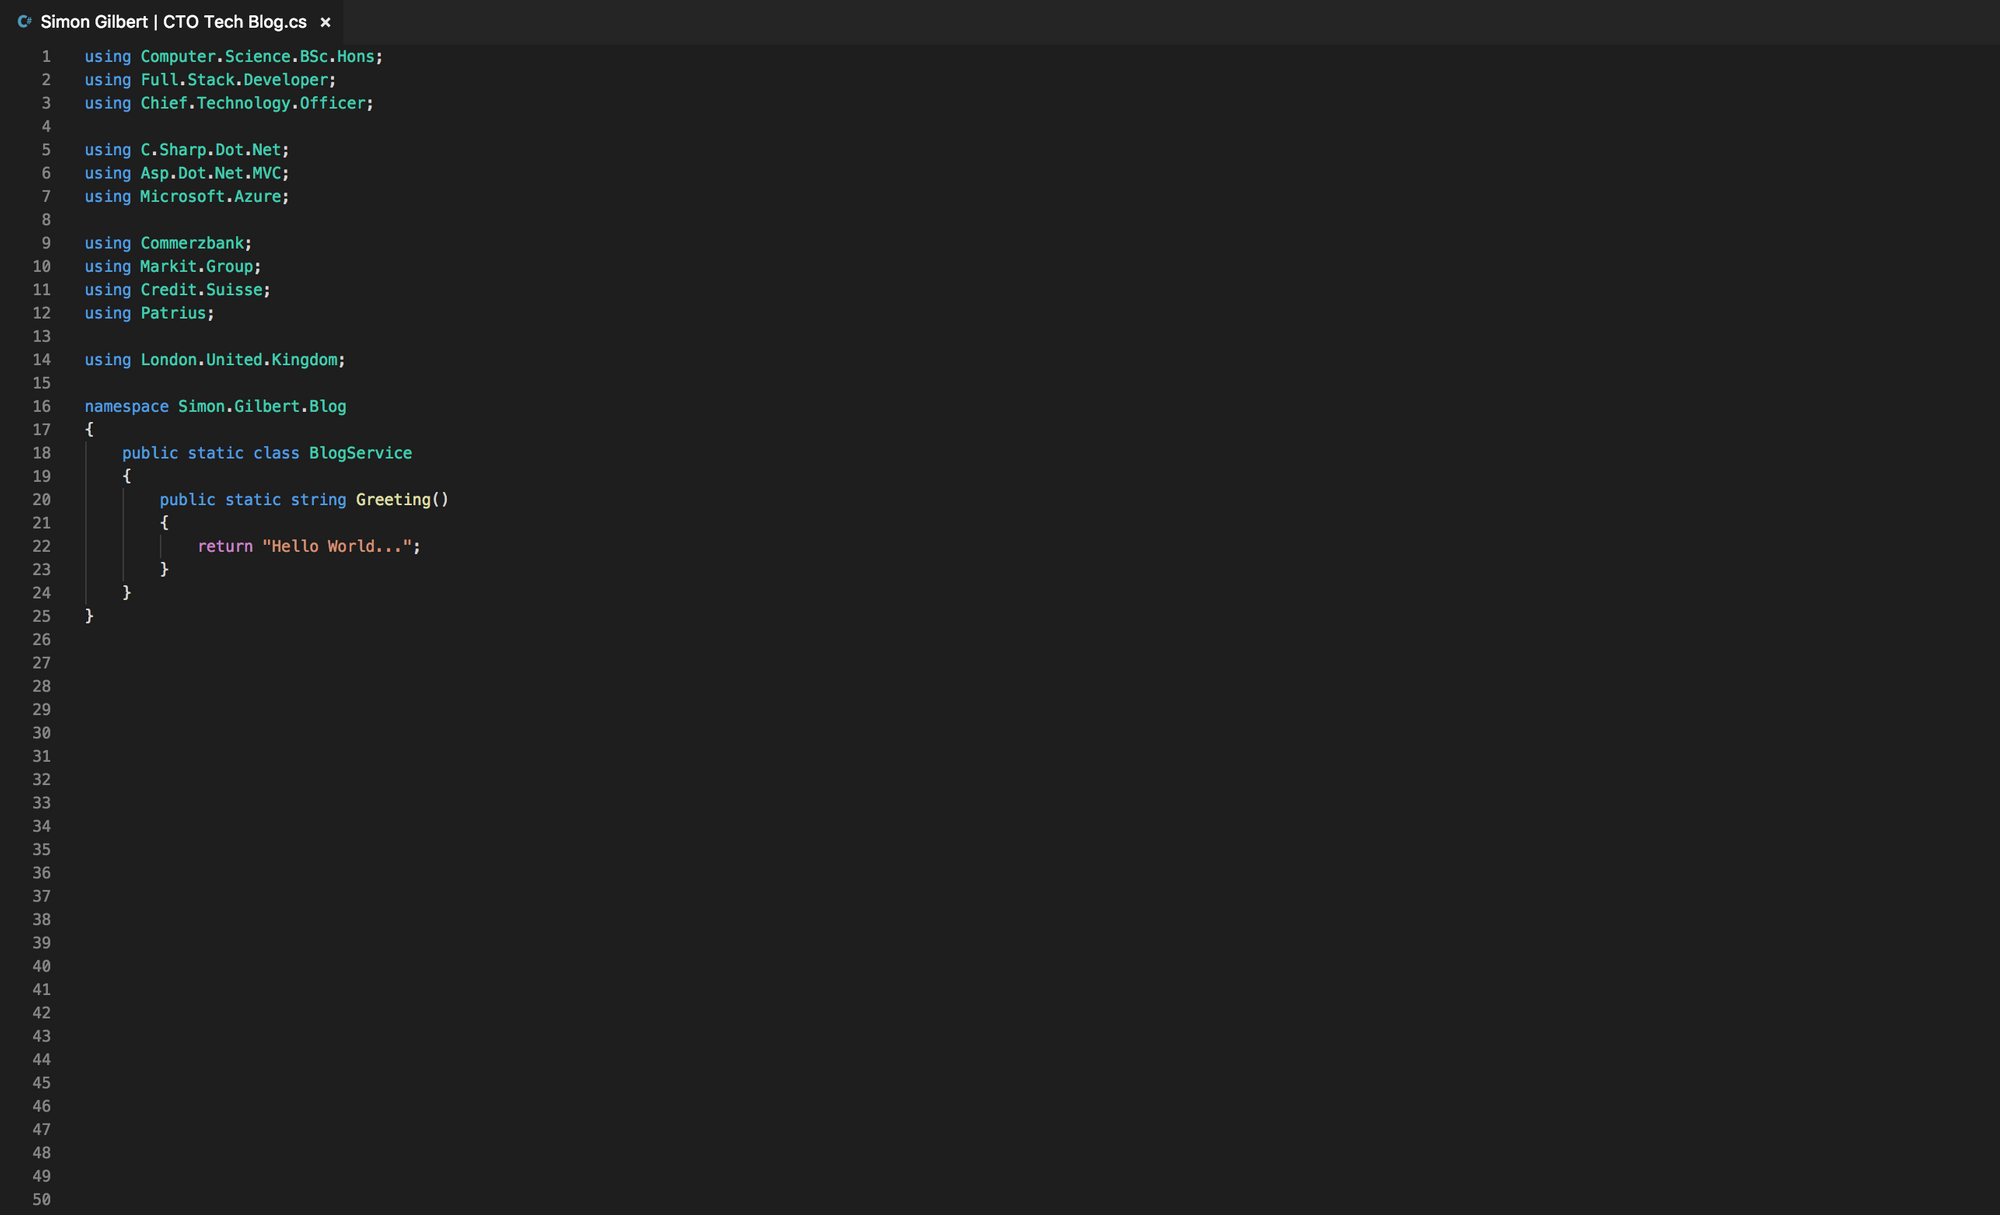 C# Simon Gilbert | CTO Tech Blog.cs ×
1 using Computer.Science.BSc.Hons;
2 using Full.Stack.Developer;
3 using Chief.Technology.Officer;
4
5 using C.Sharp.Dot.Net;
6 using Asp.Dot.Net.MVC;
7 using Microsoft.Azure;
8
9 using Commerzbank;
10 using Markit.Group;
11 using Credit.Suisse;
12 using Patrius;
13
14 using London.United.Kingdom;
15
16 namespace Simon.Gilbert.Blog
17 {
18     public static class BlogService
19     {
20         public static string Greeting()
21         {
22             return "Hello World...";
23         }
24     }
25 }
26
27
28
29
30
31
32
33
34
35
36
37
38
39
40
41
42
43
44
45
46
47
48
49
50